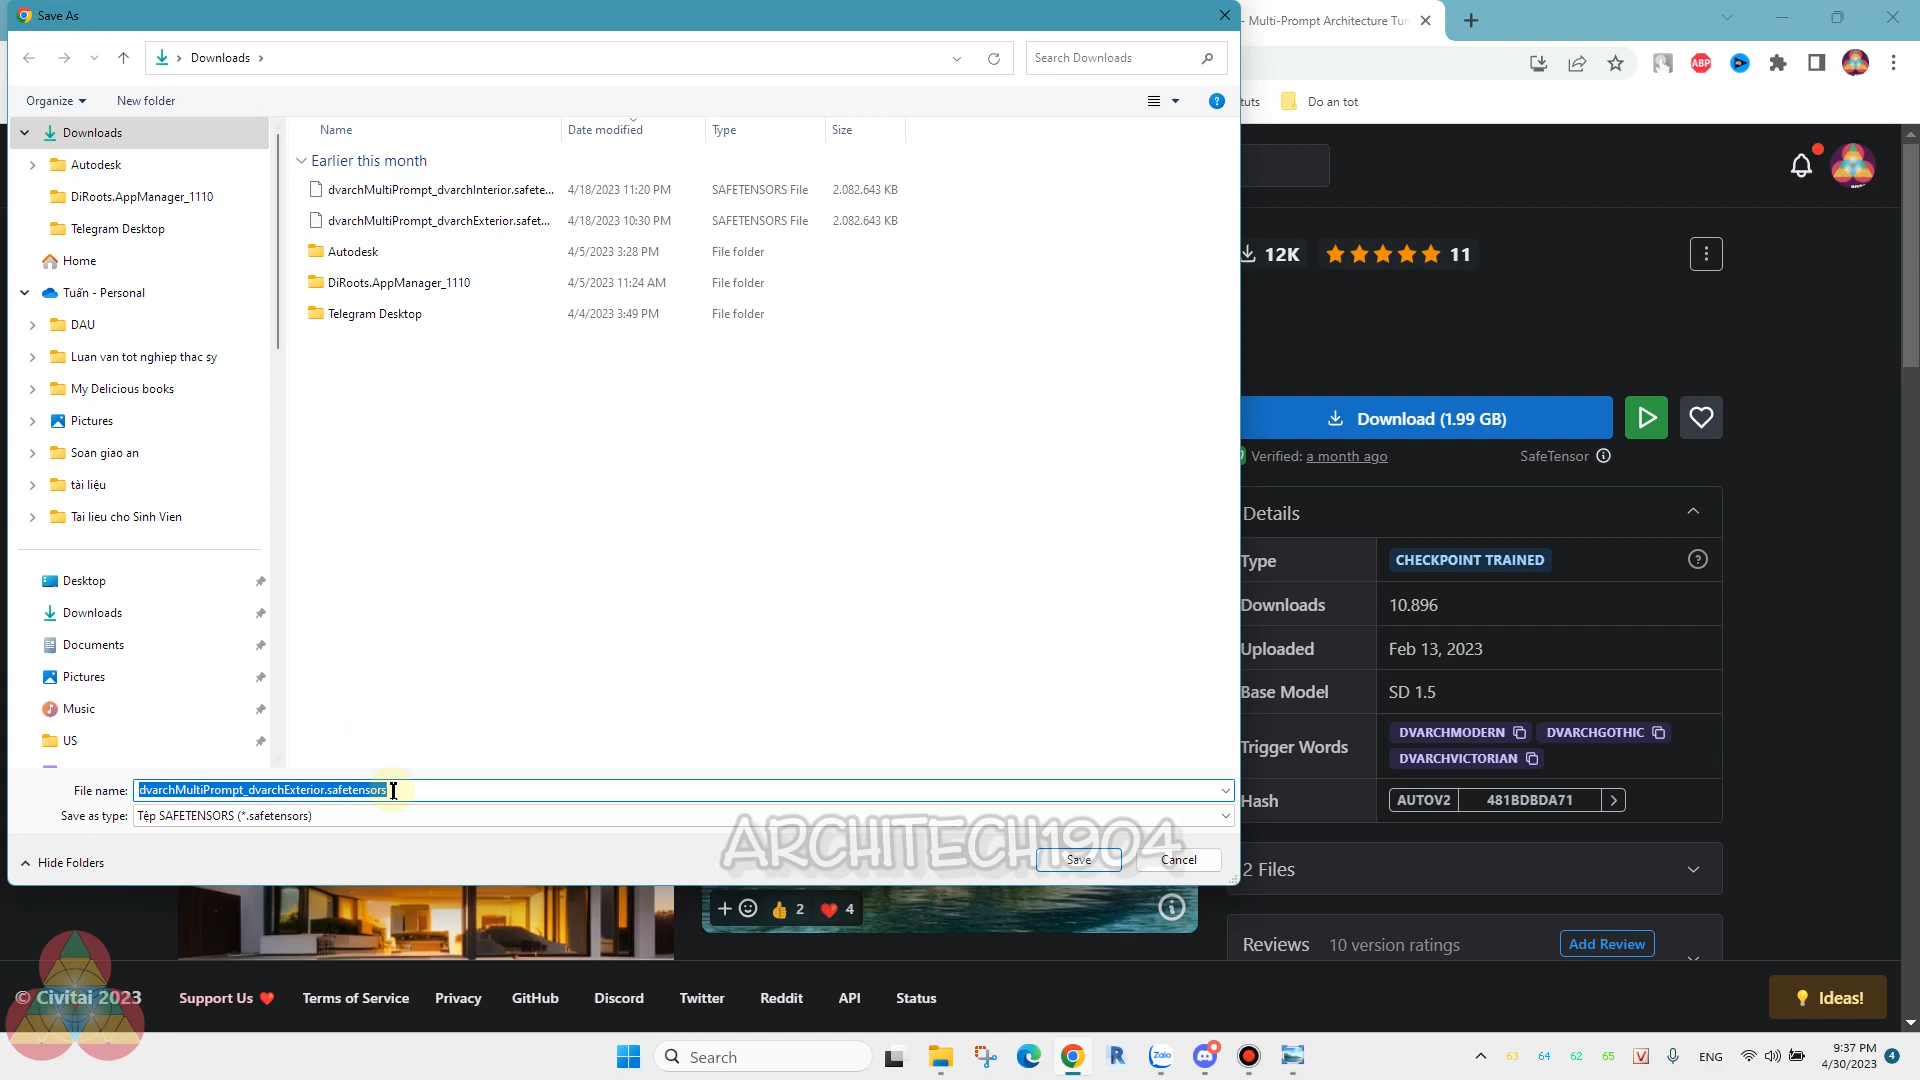 Save As
- Multi-Prompt Architecture Tun
Downloads
Search Downloads
tuts
Do an tot
Organize
New folder
Downloads
Autodesk
DiRoots.AppManager_1110
Telegram Desktop
Home
Tuấn - Personal
DAU
Luan van tot nghiep thac sy
My Delicious books
Pictures
Soan giao an
tài liệu
Tai lieu cho Sinh Vien
Desktop
Downloads
Documents
Pictures
Music
US
Name Date modified Type Size
Earlier this month
dvarchMultiPrompt_dvarchInterior.safete... 4/18/2023 11:20 PM SAFETENSORS File 2.082.643 KB
dvarchMultiPrompt_dvarchExterior.safet... 4/18/2023 10:30 PM SAFETENSORS File 2.082.643 KB
Autodesk 4/5/2023 3:28 PM File folder
DiRoots.AppManager_1110 4/5/2023 11:24 AM File folder
Telegram Desktop 4/4/2023 3:49 PM File folder
File name: dvarchMultiPrompt_dvarchExterior.safetensors
Save as type: Tệp SAFETENSORS (*.safetensors)
Hide Folders
Save
Cancel
ARCHITECH1904
ABP
12K
11
Download (1.99 GB)
Verified: a month ago
SafeTensor
Details
Type CHECKPOINT TRAINED
Downloads 10.896
Uploaded Feb 13, 2023
Base Model SD 1.5
Trigger Words DVARCHMODERN DVARCHGOTHIC
DVARCHVICTORIAN
Hash AUTOV2 481BDBDA71
2 Files
Reviews 10 version ratings Add Review
2
4
© Civitai 2023 Support Us Terms of Service Privacy GitHub Discord Twitter Reddit API Status
Ideas!
Search
Zalo
63 64 62 65
V
ENG
9:37 PM
4/30/2023
4